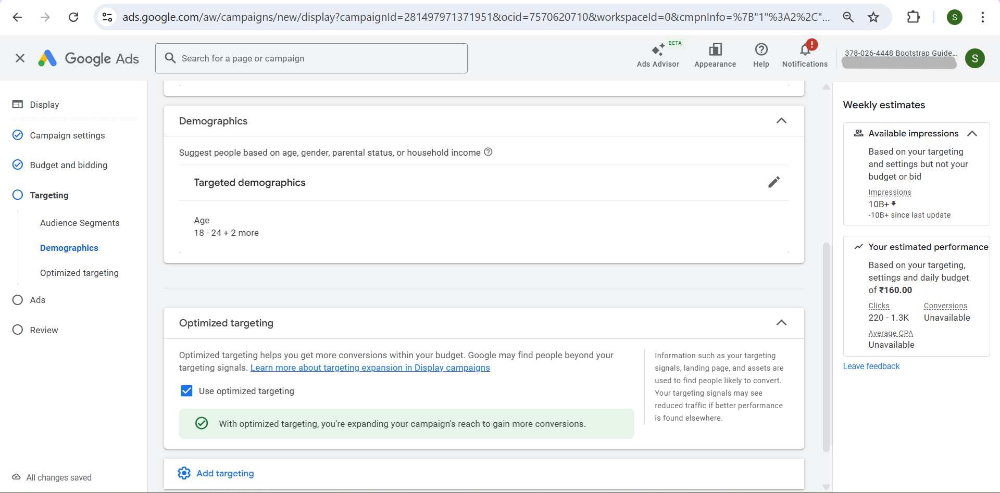 ads.google.com/aw/campaigns/new/display?campaignId=281497971371951&ocid=7570620710&workspaceId=0&cmpnInfo=%7B"1"%3A2%2C"...
S
Google Ads
Search for a page or campaign
BETA
Ads Advisor
Appearance
Help
!
Notifications
378-026-4448 Bootstrap Guide...
S
Display
Campaign settings
Budget and bidding
Targeting
Audience Segments
Demographics
Optimized targeting
Ads
Review
All changes saved
Demographics
Suggest people based on age, gender, parental status, or household income
Targeted demographics
Age
18 - 24 + 2 more
Optimized targeting
Optimized targeting helps you get more conversions within your budget. Google may find people beyond your
targeting signals. Learn more about targeting expansion in Display campaigns
Use optimized targeting
With optimized targeting, you're expanding your campaign's reach to gain more conversions.
Information such as your targeting
signals, landing page, and assets are
used to find people likely to convert.
Your targeting signals may see
reduced traffic if better performance
is found elsewhere.
Add targeting
Weekly estimates
Available impressions
Based on your targeting
and settings but not your
budget or bid
Impressions
10B+
-10B+ since last update
Your estimated performance
Based on your targeting,
settings and daily budget
of ₹160.00
Clicks Conversions
220 - 1.3K Unavailable
Average CPA
Unavailable
Leave feedback